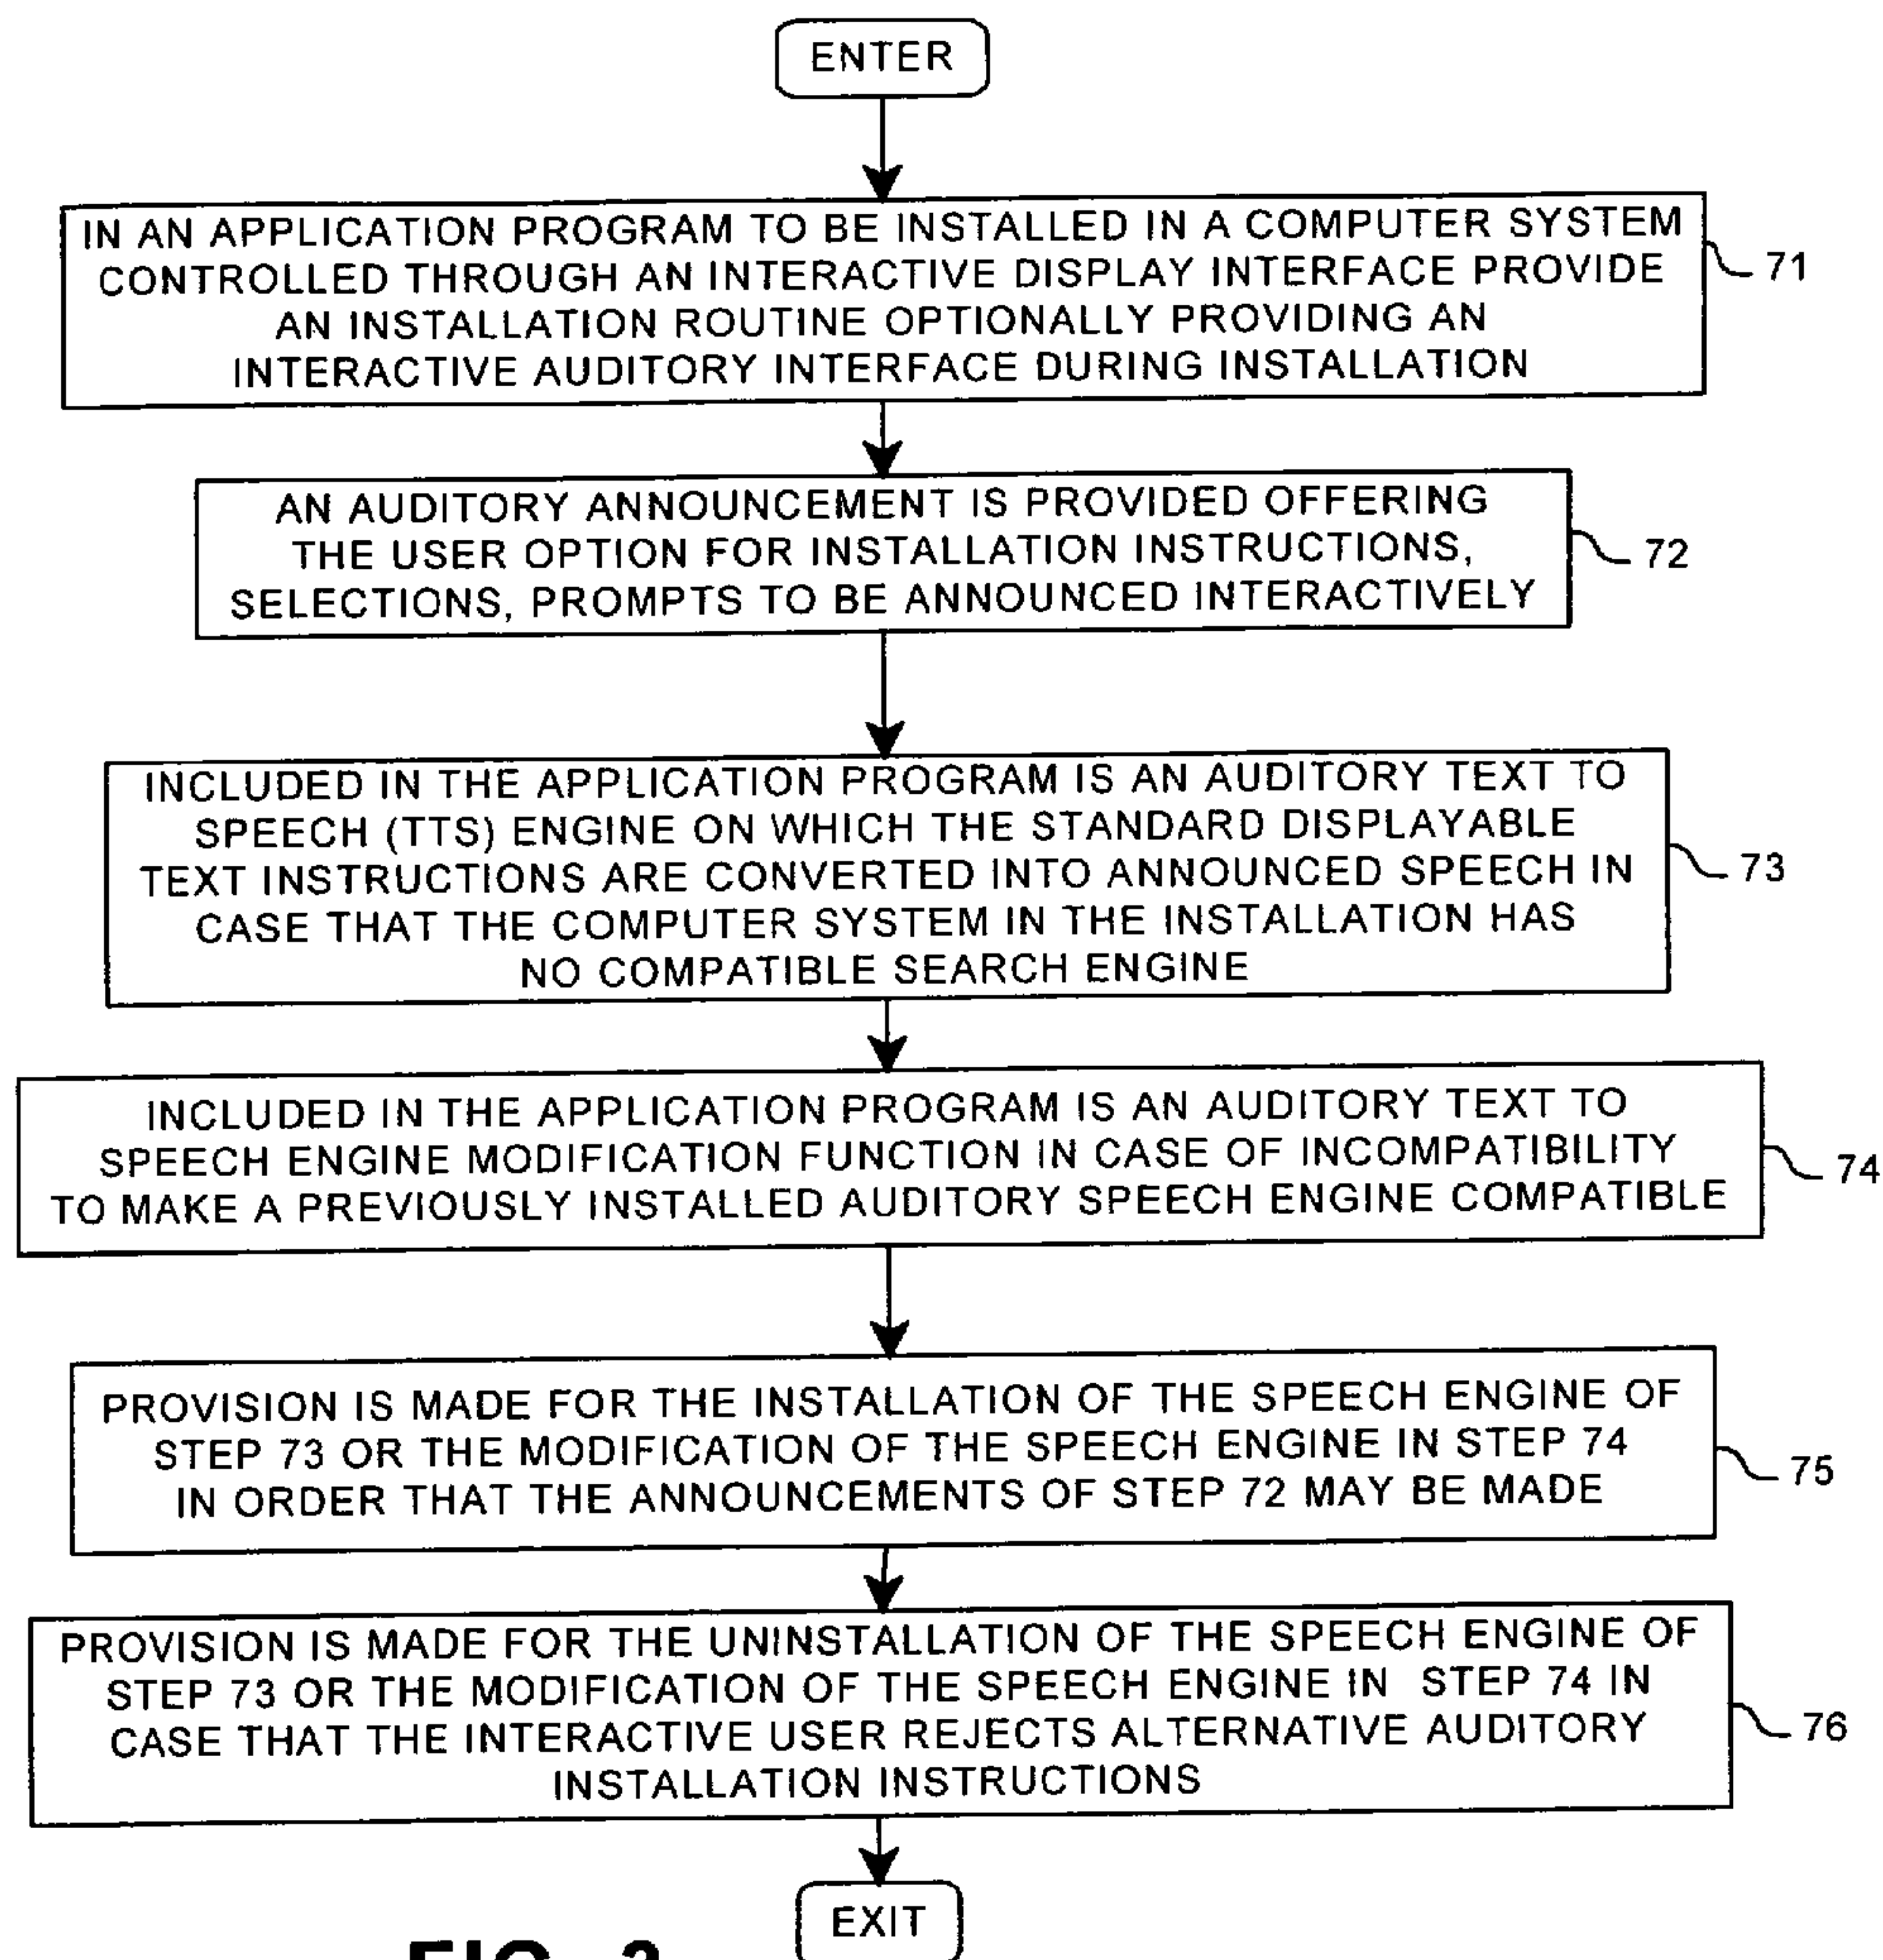 ENTER
IN AN APPLICATION PROGRAM TO BE INSTALLED IN A COMPUTER SYSTEM
CONTROLLED THROUGH AN INTERACTIVE DISPLAY INTERFACE PROVIDE
AN INSTALLATION ROUTINE OPTIONALLY PROVIDING AN
INTERACTIVE AUDITORY INTERFACE DURING INSTALLATION
71
AN AUDITORY ANNOUNCEMENT IS PROVIDED OFFERING
THE USER OPTION FOR INSTALLATION INSTRUCTIONS,
SELECTIONS, PROMPTS TO BE ANNOUNCED INTERACTIVELY
72
INCLUDED IN THE APPLICATION PROGRAM IS AN AUDITORY TEXT TO
SPEECH (TTS) ENGINE ON WHICH THE STANDARD DISPLAYABLE
TEXT INSTRUCTIONS ARE CONVERTED INTO ANNOUNCED SPEECH IN
CASE THAT THE COMPUTER SYSTEM IN THE INSTALLATION HAS
NO COMPATIBLE SEARCH ENGINE
73
INCLUDED IN THE APPLICATION PROGRAM IS AN AUDITORY TEXT TO
SPEECH ENGINE MODIFICATION FUNCTION IN CASE OF INCOMPATIBILITY
TO MAKE A PREVIOUSLY INSTALLED AUDITORY SPEECH ENGINE COMPATIBLE
74
PROVISION IS MADE FOR THE INSTALLATION OF THE SPEECH ENGINE OF
STEP 73 OR THE MODIFICATION OF THE SPEECH ENGINE IN STEP 74
IN ORDER THAT THE ANNOUNCEMENTS OF STEP 72 MAY BE MADE
75
PROVISION IS MADE FOR THE UNINSTALLATION OF THE SPEECH ENGINE OF
STEP 73 OR THE MODIFICATION OF THE SPEECH ENGINE IN STEP 74 IN
CASE THAT THE INTERACTIVE USER REJECTS ALTERNATIVE AUDITORY
INSTALLATION INSTRUCTIONS
76
EXIT
FIG.